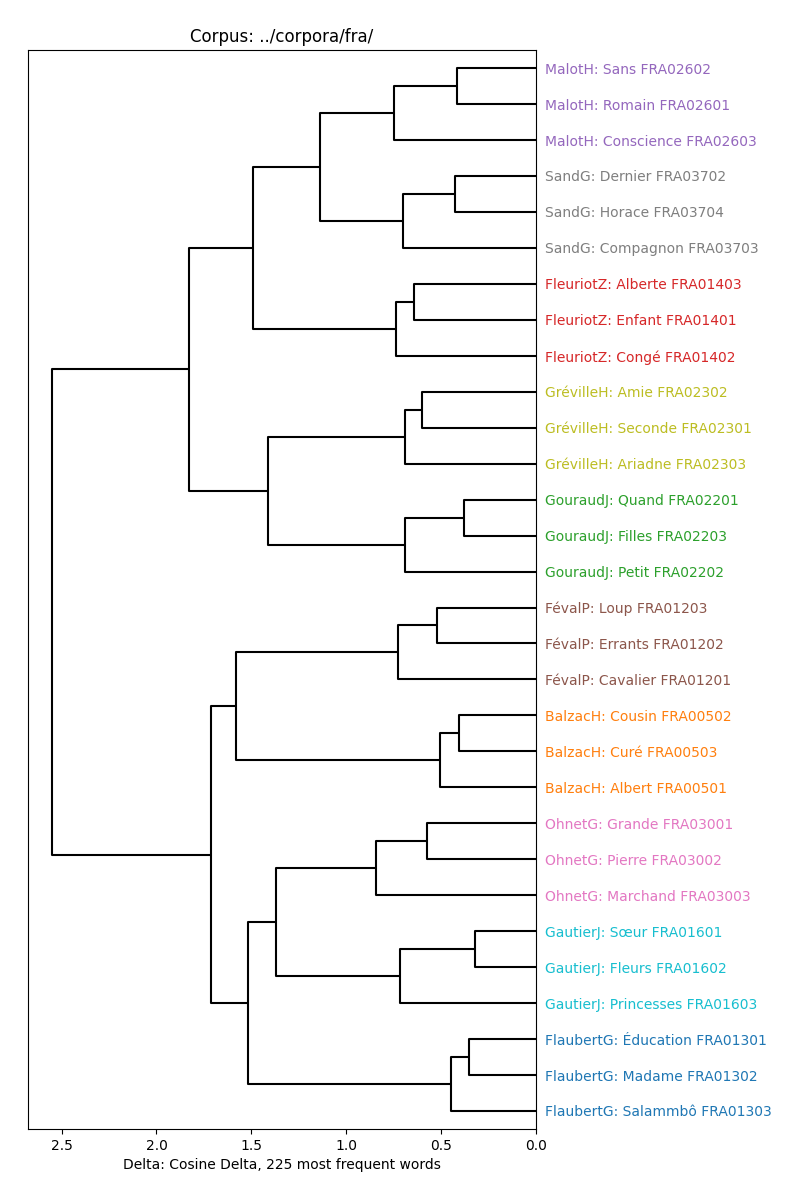 Corpus: ../corpora/fra/
MalotH: Sans FRA02602
MalotH: Romain FRA02601
MalotH: Conscience FRA02603
SandG: Dernier FRA03702
SandG: Horace FRA03704
SandG: Compagnon FRA03703
FleuriotZ: Alberte FRA01403
FleuriotZ: Enfant FRA01401
FleuriotZ: Congé FRA01402
GrévilleH: Amie FRA02302
GrévilleH: Seconde FRA02301
GrévilleH: Ariadne FRA02303
GouraudJ: Quand FRA02201
GouraudJ: Filles FRA02203
GouraudJ: Petit FRA02202
FévalP: Loup FRA01203
FévalP: Errants FRA01202
FévalP: Cavalier FRA01201
BalzacH: Cousin FRA00502
BalzacH: Curé FRA00503
BalzacH: Albert FRA00501
OhnetG: Grande FRA03001
OhnetG: Pierre FRA03002
OhnetG: Marchand FRA03003
GautierJ: Sœur FRA01601
GautierJ: Fleurs FRA01602
GautierJ: Princesses FRA01603
FlaubertG: Éducation FRA01301
FlaubertG: Madame FRA01302
FlaubertG: Salammbô FRA01303
2.5 2.0 1.5 1.0 0.5 0.0
Delta: Cosine Delta, 225 most frequent words